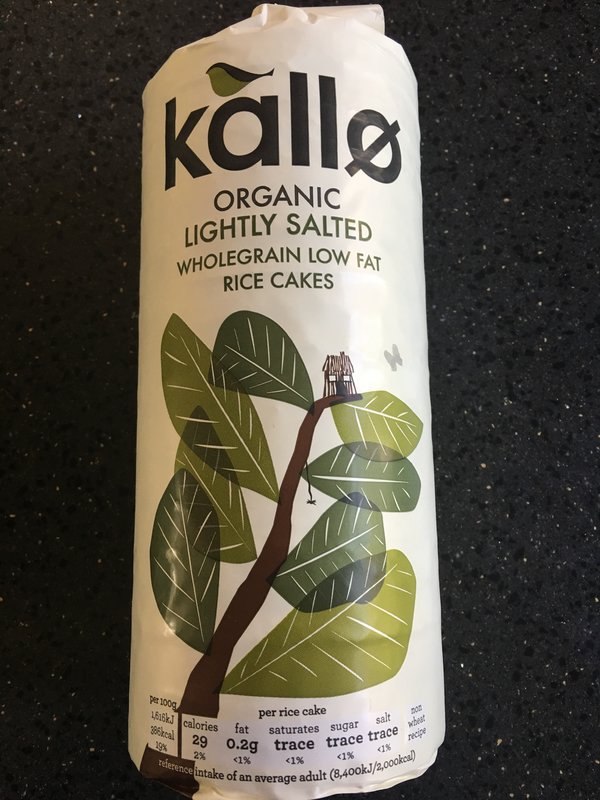 kallø
ORGANIC
LIGHTLY SALTED
WHOLEGRAIN LOW FAT
RICE CAKES
per 100g
1,616kJ
386kcal
19%
per rice cake
calories fat saturates sugar salt
29 0.2g trace trace trace
2% <1% <1% <1% <1%
non
wheat
recipe
reference intake of an average adult (8,400kJ/2,000kcal)